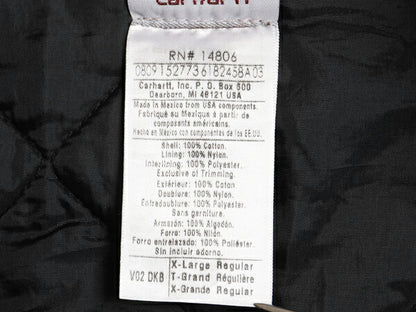 carhartt
RN# 14806
0809152773618245BA03
Carhartt, Inc. P.O. Box 600
Dearborn, MI 48121 USA
Made in Mexico from USA components.
Fabriqué au Mexique à partir de
composants américains.
Hecho en México con componentes de los EE.UU.
Shell: 100% Cotton.
Lining: 100% Nylon.
Interlining: 100% Polyester.
Exclusive of Trimming.
Extérieur: 100% Coton.
Doublure: 100% Nylon.
Entredoublure: 100% Polyester.
Sans garniture.
Armazón: 100% Algodón.
Forro: 100% Nilón.
Forro entrelazado: 100% Poliéster.
Sin incluir adorno.
V02 DKB
X-Large Regular
T-Grand Régulière
X-Grande Regular